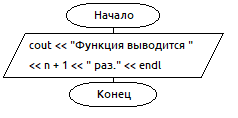 Начало
cout << "Функция выводится "
<< n + 1 << " раз." << endl
Конец